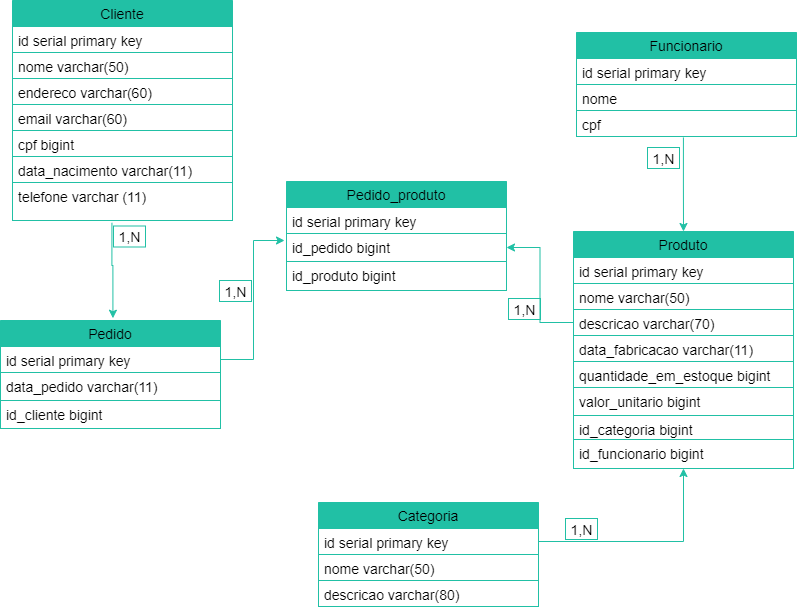 Cliente
id serial primary key
nome varchar(50)
endereco varchar(60)
email varchar(60)
cpf bigint
data_nacimento varchar(11)
telefone varchar (11)
1,N
Funcionario
id serial primary key
nome
cpf
1,N
Pedido_produto
id serial primary key
id_pedido bigint
id_produto bigint
1,N
1,N
Pedido
id serial primary key
data_pedido varchar(11)
id_cliente bigint
Produto
id serial primary key
nome varchar(50)
descricao varchar(70)
data_fabricacao varchar(11)
quantidade_em_estoque bigint
valor_unitario bigint
id_categoria bigint
id_funcionario bigint
Categoria
id serial primary key
nome varchar(50)
descricao varchar(80)
1,N